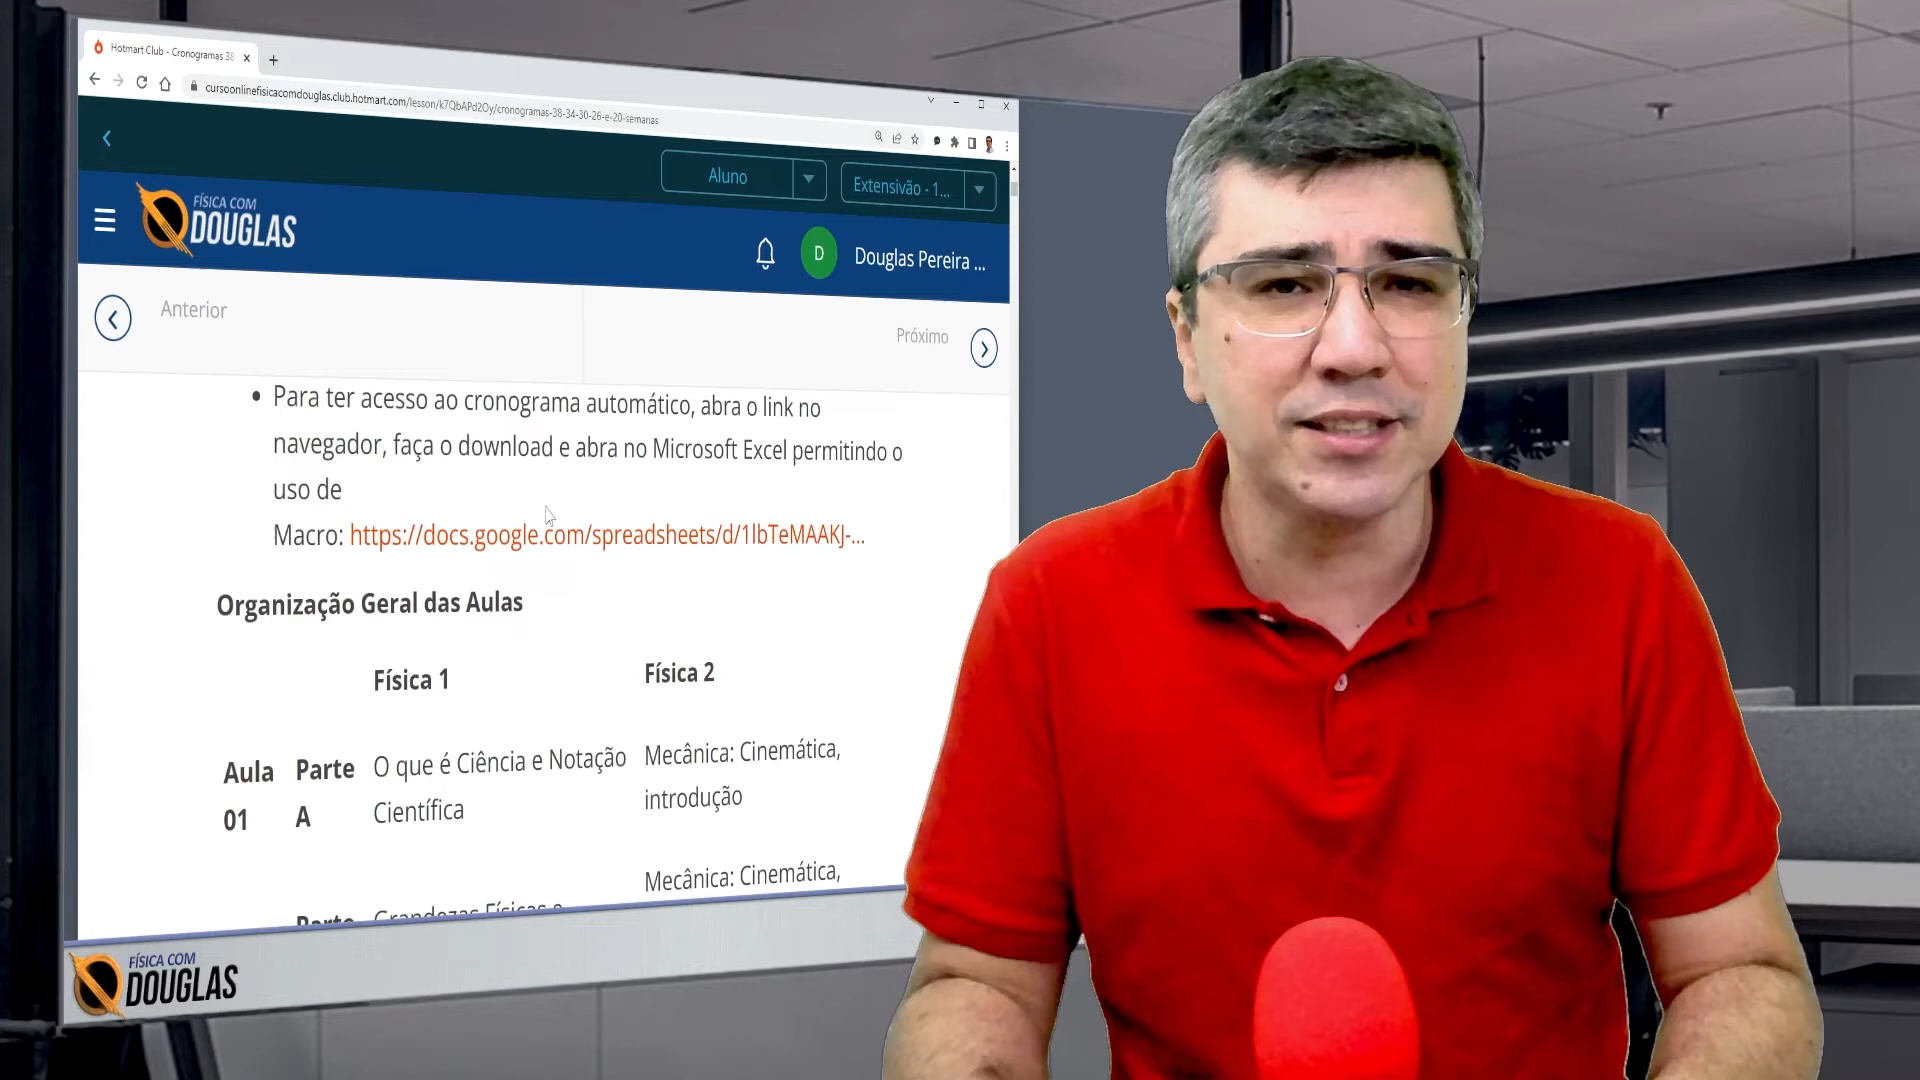 Hotmart Club - Cronogramas 38
cursoonlinefisicacomdouglas.club.hotmart.com/lesson/k7QbAPd2Oy/cronogramas-38-34-30-26-e-20-semanas
Aluno
Extensivão - 1...
FÍSICA COM
DOUGLAS
D
Douglas Pereira ...
Anterior
Próximo
• Para ter acesso ao cronograma automático, abra o link no
navegador, faça o download e abra no Microsoft Excel permitindo o
uso de
Macro: https://docs.google.com/spreadsheets/d/1lbTeMAAKJ-...
Organização Geral das Aulas
Física 1 Física 2
Aula Parte O que é Ciência e Notação Mecânica: Cinemática,
01 A Científica introdução
Mecânica: Cinemática,
Parte Grandezas Físicas e
FÍSICA COM
DOUGLAS